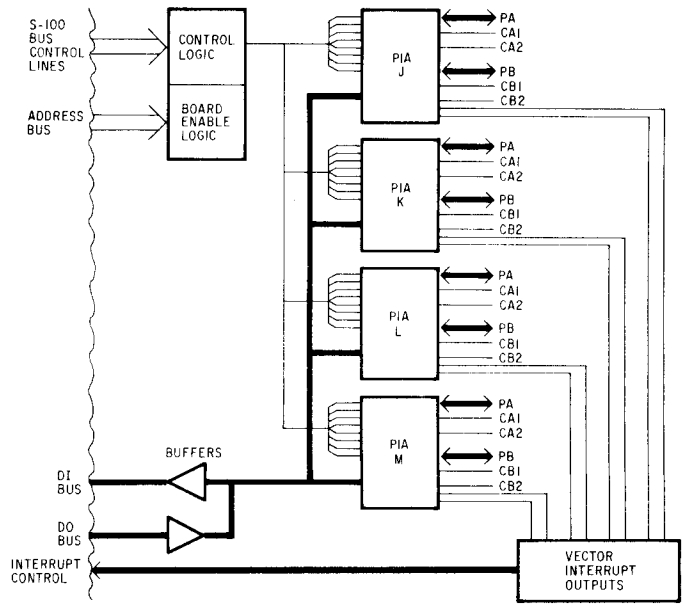 S-100
BUS
CONTROL
LINES
ADDRESS
BUS
CONTROL
LOGIC
BOARD
ENABLE
LOGIC
PIA
J
PA
CA1
CA2
PB
CB1
CB2
PIA
K
PA
CA1
CA2
PB
CB1
CB2
PIA
L
PA
CA1
CA2
PB
CB1
CB2
PIA
M
PA
CA1
CA2
PB
CB1
CB2
BUFFERS
DI
BUS
DO
BUS
INTERRUPT
CONTROL
VECTOR
INTERRUPT
OUTPUTS